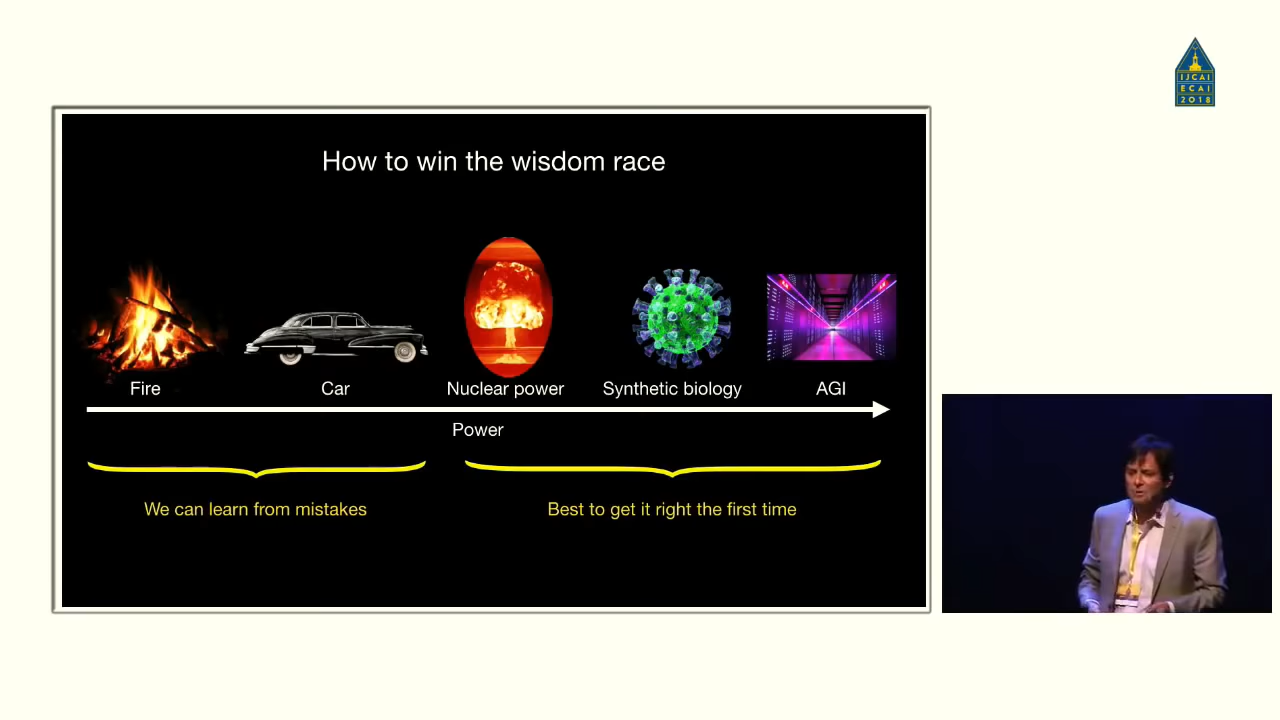 IJCAI
ECAI
2018
How to win the wisdom race
Fire
Car
Nuclear power
Synthetic biology
AGI
Power
We can learn from mistakes
Best to get it right the first time